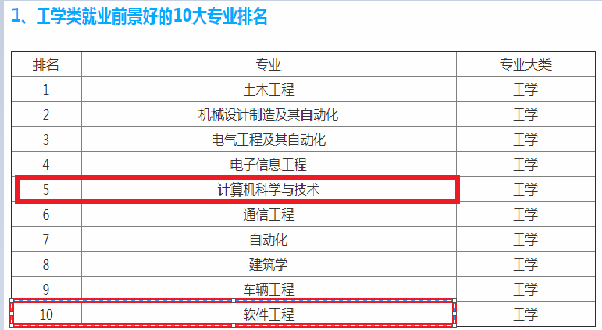 1、工学类就业前景好的10大专业排名
排名 专业 专业大类
1 土木工程 工学
2 机械设计制造及其自动化 工学
3 电气工程及其自动化 工学
4 电子信息工程 工学
5 计算机科学与技术 工学
6 通信工程 工学
7 自动化 工学
8 建筑学 工学
9 车辆工程 工学
10 软件工程 工学